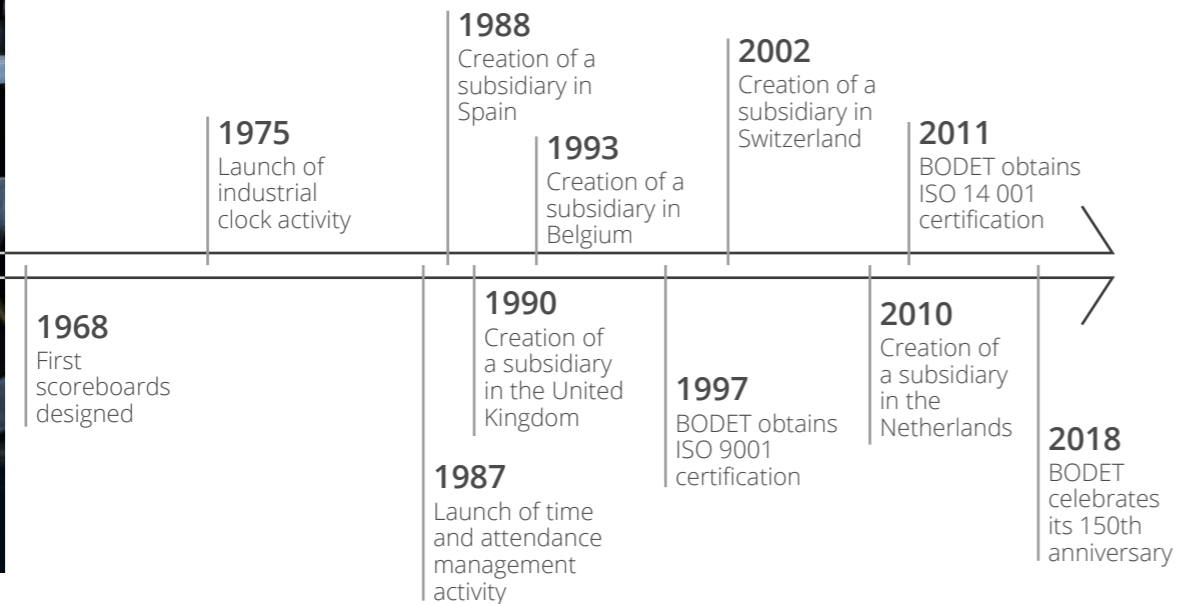 1988
Creation of a
subsidiary in
Spain
2002
Creation of a
subsidiary in
Switzerland
1975
Launch of
industrial
clock activity
1993
Creation of a
subsidiary in
Belgium
2011
BODET obtains
ISO 14 001
certification
1968
First
scoreboards
designed
1990
Creation of
a subsidiary
in the United
Kingdom
2010
Creation of
a subsidiary
in the
Netherlands
1997
BODET obtains
ISO 9001
certification
2018
BODET
celebrates
its 150th
anniversary
1987
Launch of time
and attendance
management
activity